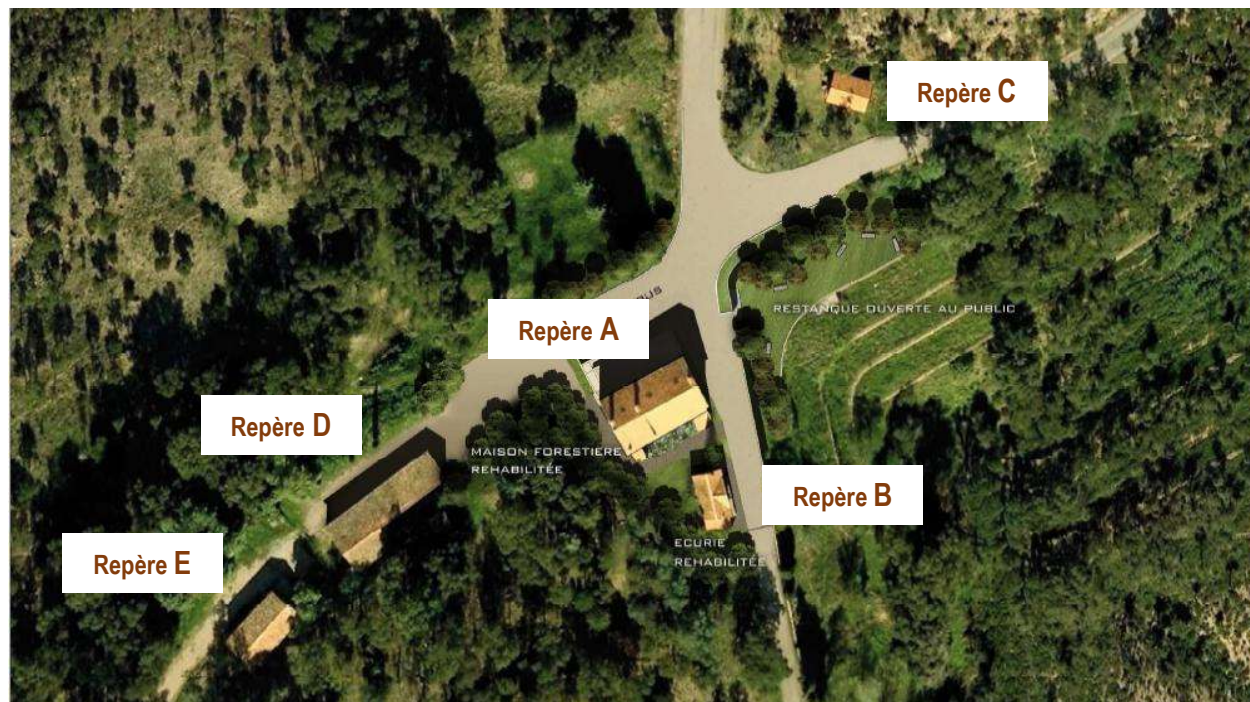 Repère C
RESTANQUE OUVERTE AU PUBLIC
Repère A
Repère D
MAISON FORESTIERE
REHABILITÉE
Repère B
ECURIE
REHABILITÉE
Repère E